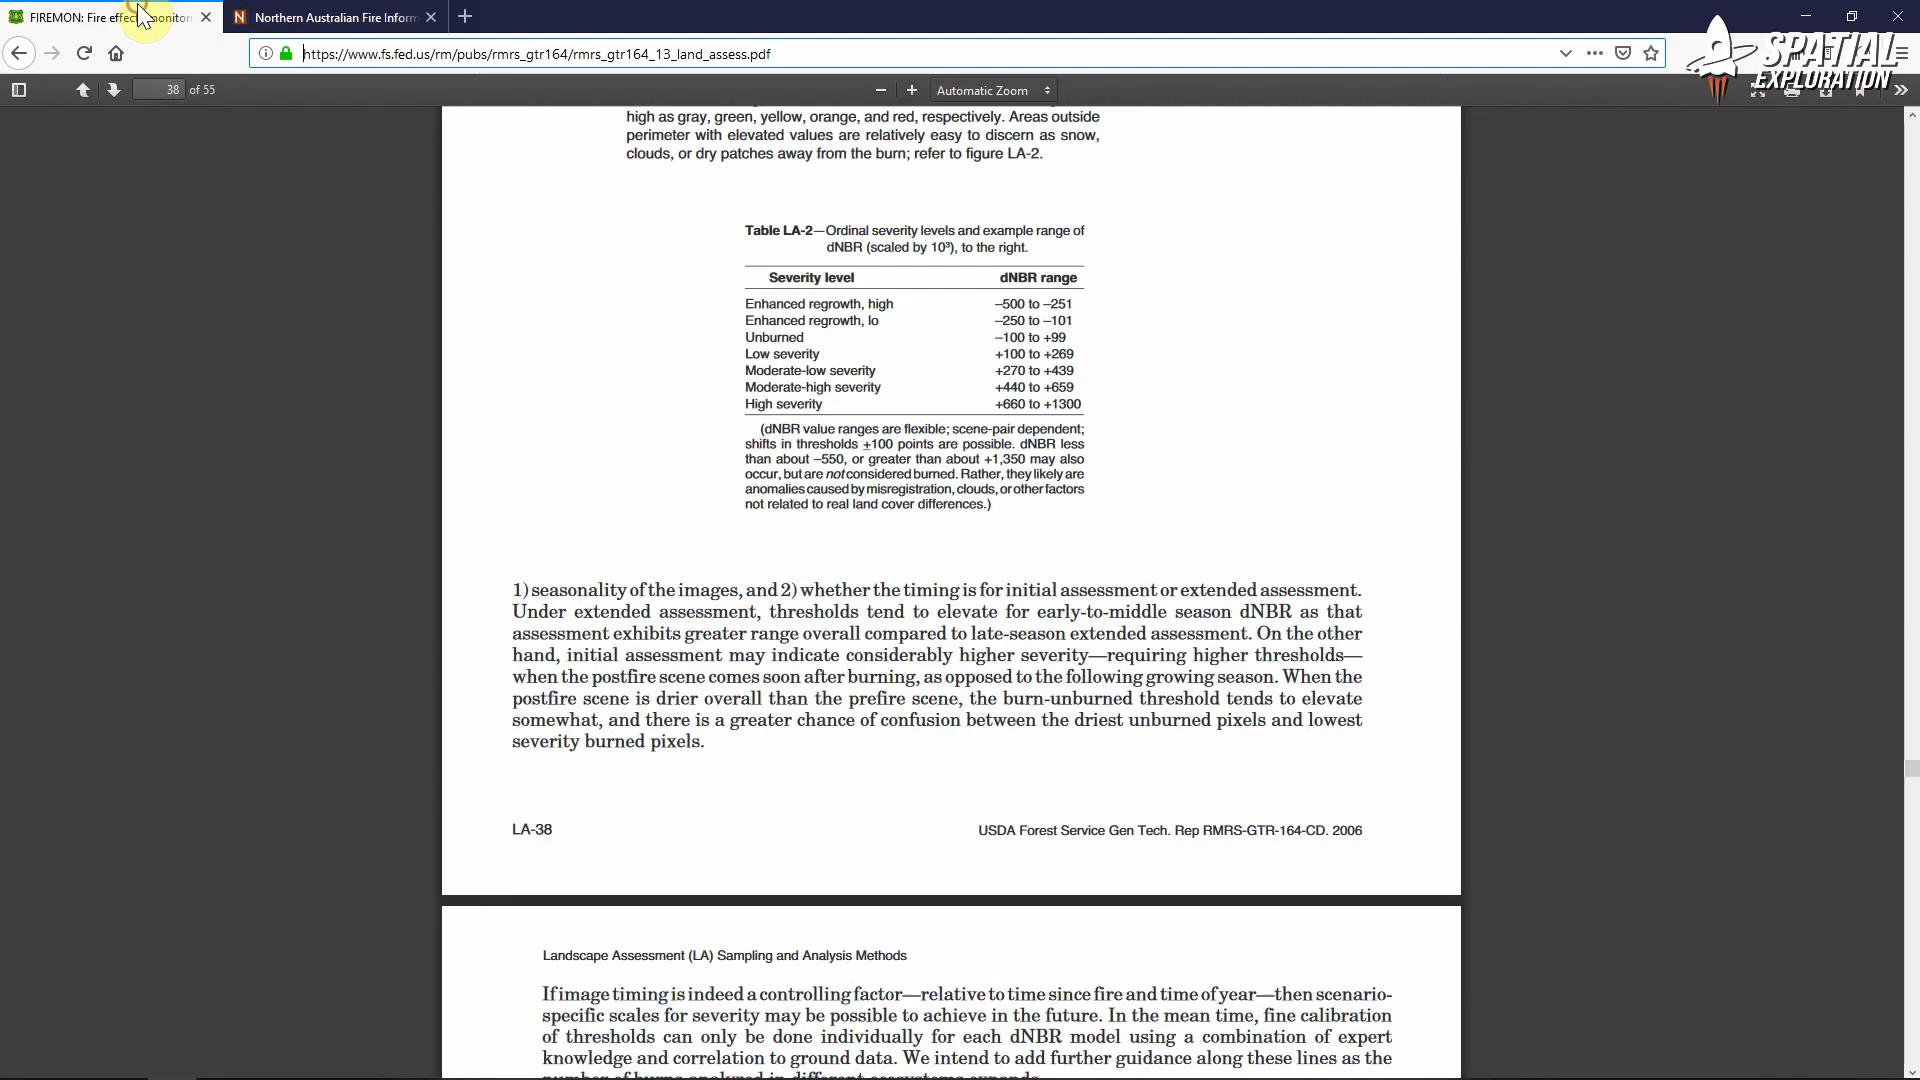 FIREMON: Fire effects monitori
Northern Australian Fire Inform
SPATIAL
EXPLORATION
https://www.fs.fed.us/rm/pubs/rmrs_gtr164/rmrs_gtr164_13_land_assess.pdf
38 of 55
Automatic Zoom
high as gray, green, yellow, orange, and red, respectively. Areas outside
perimeter with elevated values are relatively easy to discern as snow,
clouds, or dry patches away from the burn; refer to figure LA-2.
Table LA-2—Ordinal severity levels and example range of
dNBR (scaled by 10³), to the right.
Severity level dNBR range
Enhanced regrowth, high –500 to –251
Enhanced regrowth, lo –250 to –101
Unburned –100 to +99
Low severity +100 to +269
Moderate-low severity +270 to +439
Moderate-high severity +440 to +659
High severity +660 to +1300
(dNBR value ranges are flexible; scene-pair dependent;
shifts in thresholds ±100 points are possible. dNBR less
than about –550, or greater than about +1,350 may also
occur, but are not considered burned. Rather, they likely are
anomalies caused by misregistration, clouds, or other factors
not related to real land cover differences.)
1) seasonality of the images, and 2) whether the timing is for initial assessment or extended assessment.
Under extended assessment, thresholds tend to elevate for early-to-middle season dNBR as that
assessment exhibits greater range overall compared to late-season extended assessment. On the other
hand, initial assessment may indicate considerably higher severity—requiring higher thresholds—
when the postfire scene comes soon after burning, as opposed to the following growing season. When the
postfire scene is drier overall than the prefire scene, the burn-unburned threshold tends to elevate
somewhat, and there is a greater chance of confusion between the driest unburned pixels and lowest
severity burned pixels.
LA-38 USDA Forest Service Gen Tech. Rep RMRS-GTR-164-CD. 2006
Landscape Assessment (LA) Sampling and Analysis Methods
If image timing is indeed a controlling factor—relative to time since fire and time of year—then scenario-
specific scales for severity may be possible to achieve in the future. In the mean time, fine calibration
of thresholds can only be done individually for each dNBR model using a combination of expert
knowledge and correlation to ground data. We intend to add further guidance along these lines as the
number of burns analyzed in different ecosystems expands.